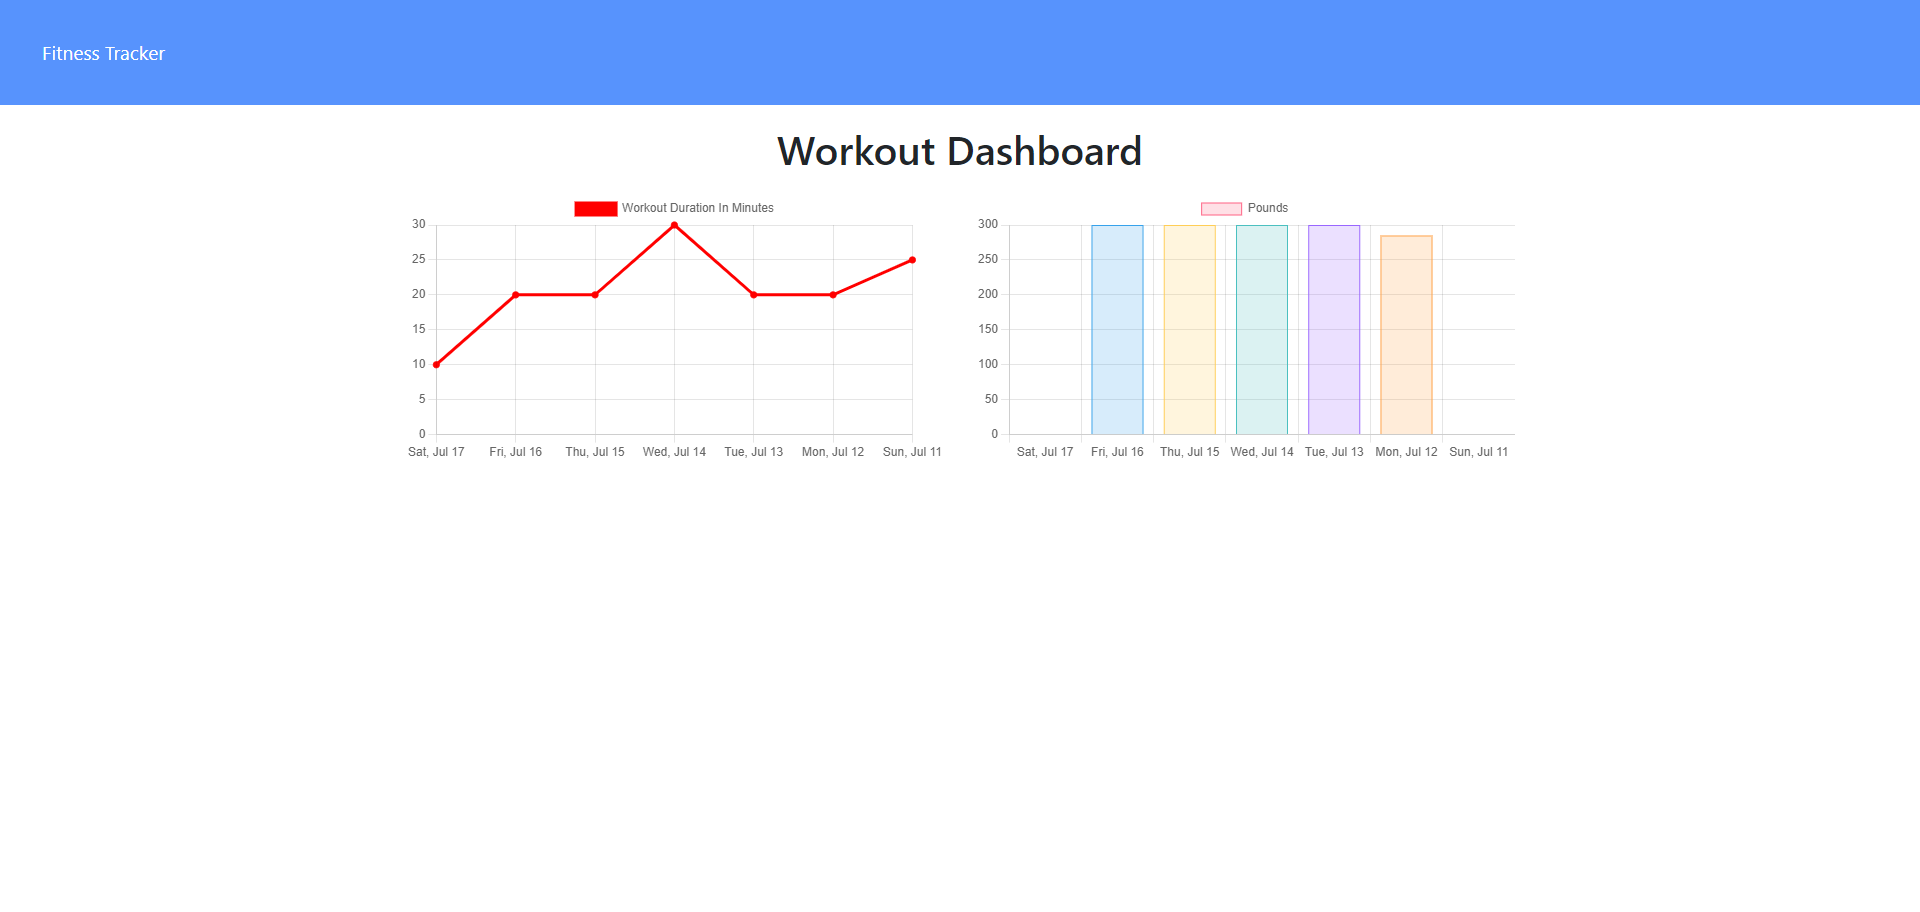 Fitness Tracker
Workout Dashboard
Workout Duration In Minutes
30
25
20
15
10
5
0
Sat, Jul 17 Fri, Jul 16 Thu, Jul 15 Wed, Jul 14 Tue, Jul 13 Mon, Jul 12 Sun, Jul 11
Pounds
300
250
200
150
100
50
0
Sat, Jul 17 Fri, Jul 16 Thu, Jul 15 Wed, Jul 14 Tue, Jul 13 Mon, Jul 12 Sun, Jul 11